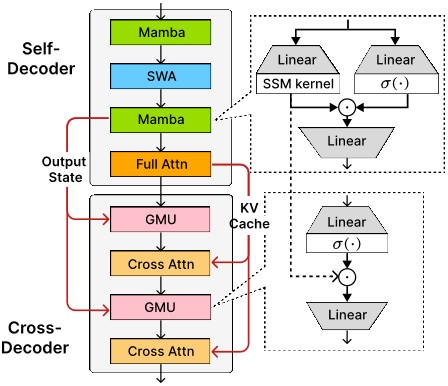 Self-
Decoder
Mamba
SWA
Mamba
Full Attn
Output
State
KV
Cache
GMU
Cross Attn
GMU
Cross Attn
Cross-
Decoder
Linear
Linear
SSM kernel
σ(·)
Linear
Linear
σ(·)
Linear